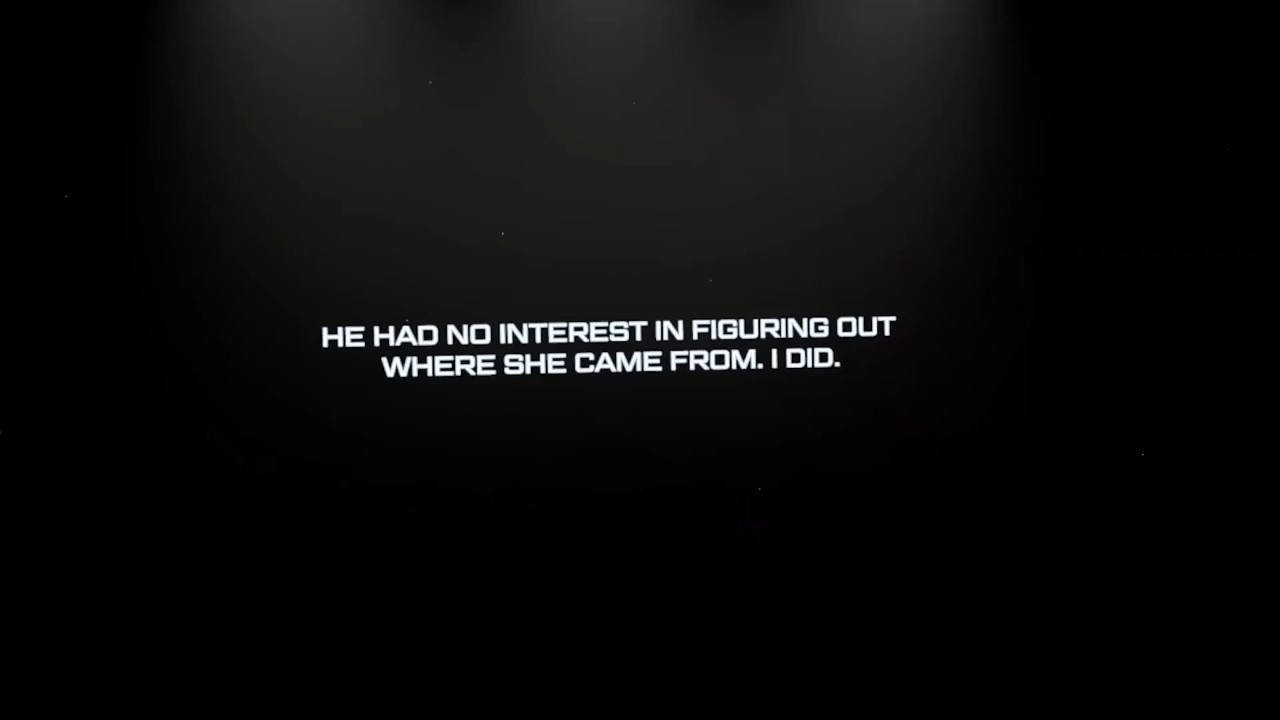 HE HAD NO INTEREST IN FIGURING OUT
WHERE SHE CAME FROM. I DID.